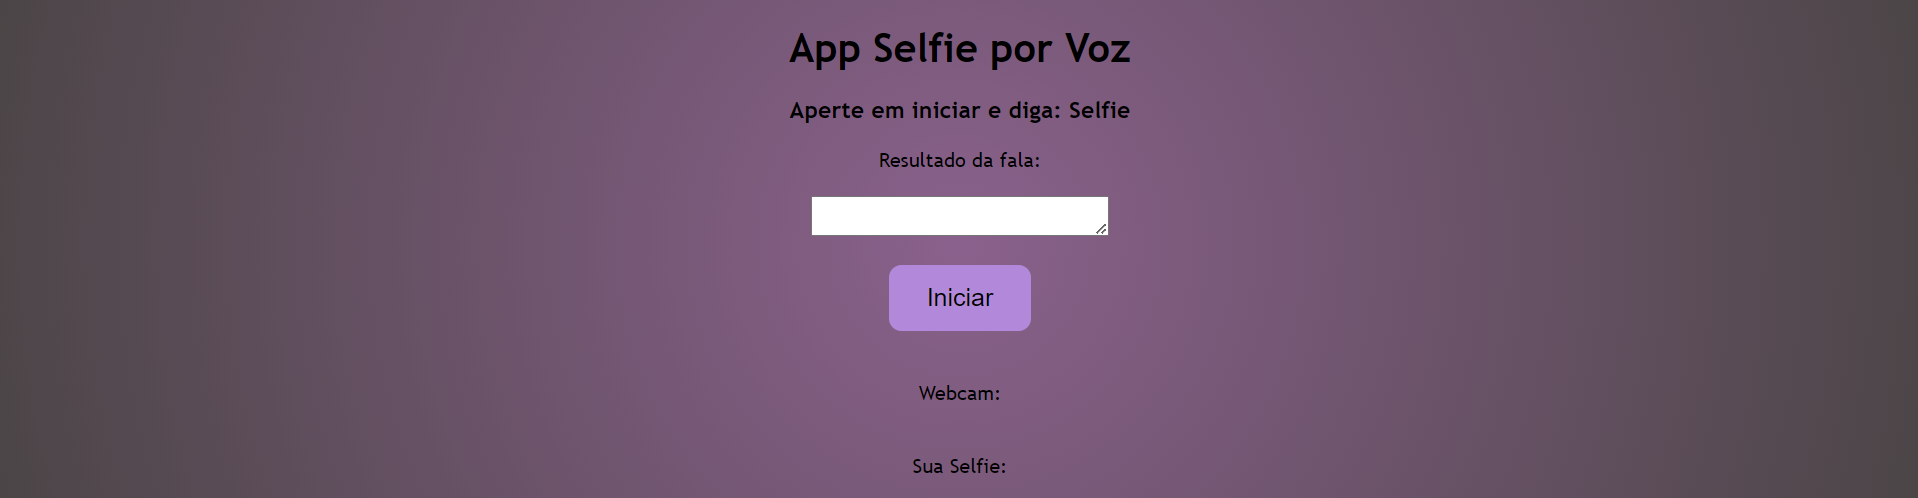 App Selfie por Voz
Aperte em iniciar e diga: Selfie
Resultado da fala:
Iniciar
Webcam:
Sua Selfie: